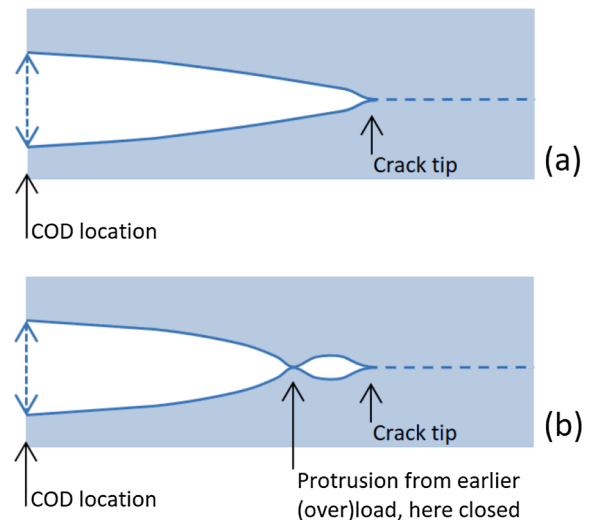 (a)
Crack tip
COD location
(b)
Crack tip
Protrusion from earlier
(over)load, here closed
COD location